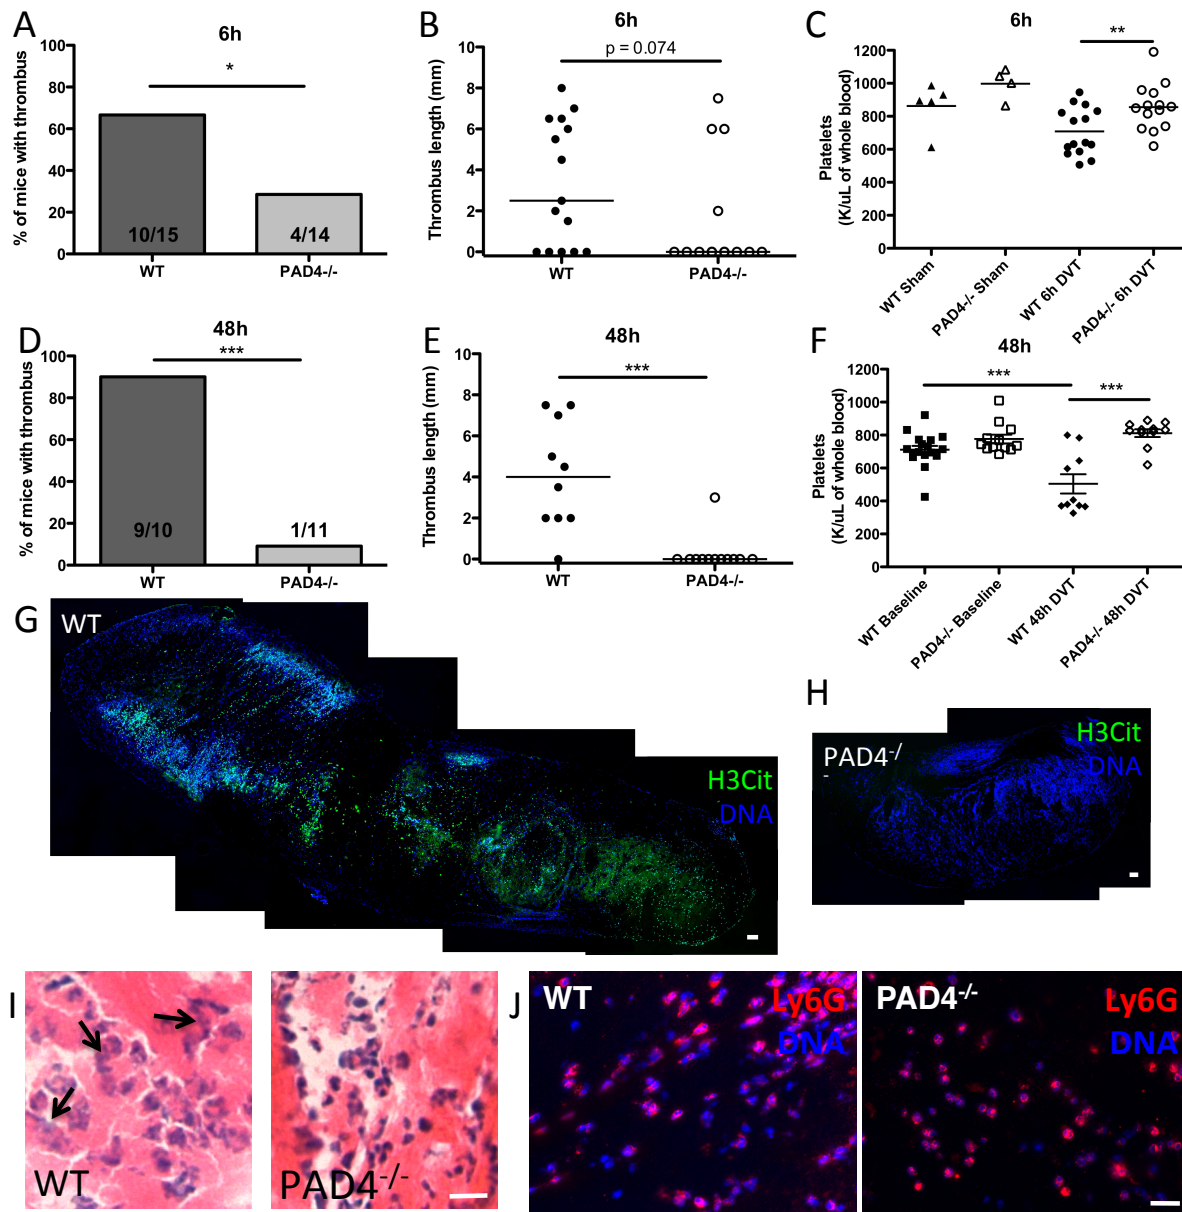 A
6h
*
% of mice with thrombus
100
80
60
40
20
0
10/15
4/14
WT
PAD4-/-
B
6h
p = 0.074
Thrombus length (mm)
10
8
6
4
2
0
WT
PAD4-/-
C
6h
**
Platelets
(K/uL of whole blood)
1200
1000
800
600
400
200
0
WT Sham
PAD4-/- Sham
WT 6h DVT
PAD4-/- 6h DVT
D
48h
***
% of mice with thrombus
100
80
60
40
20
0
9/10
1/11
WT
PAD4-/-
E
48h
***
Thrombus length (mm)
10
8
6
4
2
0
WT
PAD4-/-
F
48h
***
***
Platelets
(K/uL of whole blood)
1200
1000
800
600
400
200
0
WT Baseline
PAD4-/- Baseline
WT 48h DVT
PAD4-/- 48h DVT
G
WT
H3Cit
DNA
H
PAD4-/
-
H3Cit
DNA
I
WT
PAD4-/-
J
WT
Ly6G
DNA
PAD4-/-
Ly6G
DNA